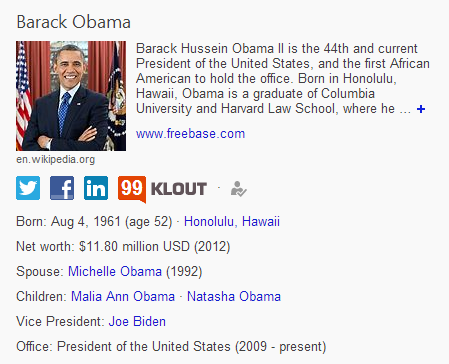 Barack Obama
Barack Hussein Obama II is the 44th and current
President of the United States, and the first African
American to hold the office. Born in Honolulu,
Hawaii, Obama is a graduate of Columbia
University and Harvard Law School, where he ... +
www.freebase.com
en.wikipedia.org
99 KLOUT ·
Born: Aug 4, 1961 (age 52) · Honolulu, Hawaii
Net worth: $11.80 million USD (2012)
Spouse: Michelle Obama (1992)
Children: Malia Ann Obama · Natasha Obama
Vice President: Joe Biden
Office: President of the United States (2009 - present)